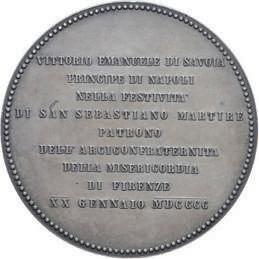 VITTORIO EMANUELE DI SAVOIA
PRINCIPE DI NAPOLI
NELLA FESTIVITA'
DI SAN SEBASTIANO MARTIRE
PATRONO
DELL'ARCICONFRATERNITA
DELLA MISERICORDIA
DI FIRENZE
XX GENNAIO MDCCCC